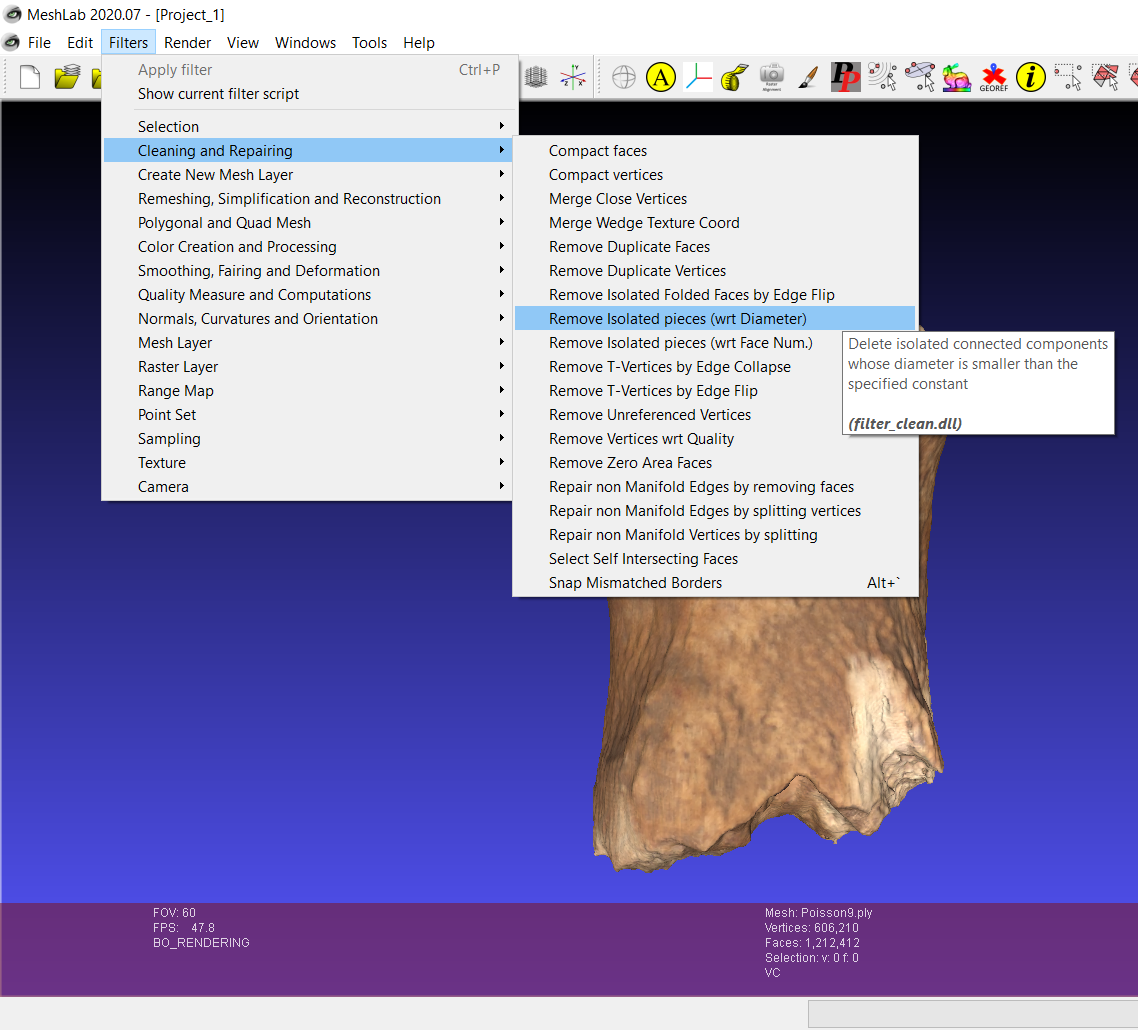 MeshLab 2020.07 - [Project_1]
File Edit Filters Render View Windows Tools Help
Apply filter Ctrl+P
Show current filter script
Selection
Cleaning and Repairing
Create New Mesh Layer
Remeshing, Simplification and Reconstruction
Polygonal and Quad Mesh
Color Creation and Processing
Smoothing, Fairing and Deformation
Quality Measure and Computations
Normals, Curvatures and Orientation
Mesh Layer
Raster Layer
Range Map
Point Set
Sampling
Texture
Camera
A
PP
GEOREF
i
Raster
Alignment
Compact faces
Compact vertices
Merge Close Vertices
Merge Wedge Texture Coord
Remove Duplicate Faces
Remove Duplicate Vertices
Remove Isolated Folded Faces by Edge Flip
Remove Isolated pieces (wrt Diameter)
Remove Isolated pieces (wrt Face Num.)
Remove T-Vertices by Edge Collapse
Remove T-Vertices by Edge Flip
Remove Unreferenced Vertices
Remove Vertices wrt Quality
Remove Zero Area Faces
Repair non Manifold Edges by removing faces
Repair non Manifold Edges by splitting vertices
Repair non Manifold Vertices by splitting
Select Self Intersecting Faces
Snap Mismatched Borders Alt+`
Delete isolated connected components
whose diameter is smaller than the
specified constant
(filter_clean.dll)
FOV: 60
FPS: 47.8
BO_RENDERING
Mesh: Poisson9.ply
Vertices: 606,210
Faces: 1,212,412
Selection: v: 0 f: 0
VC